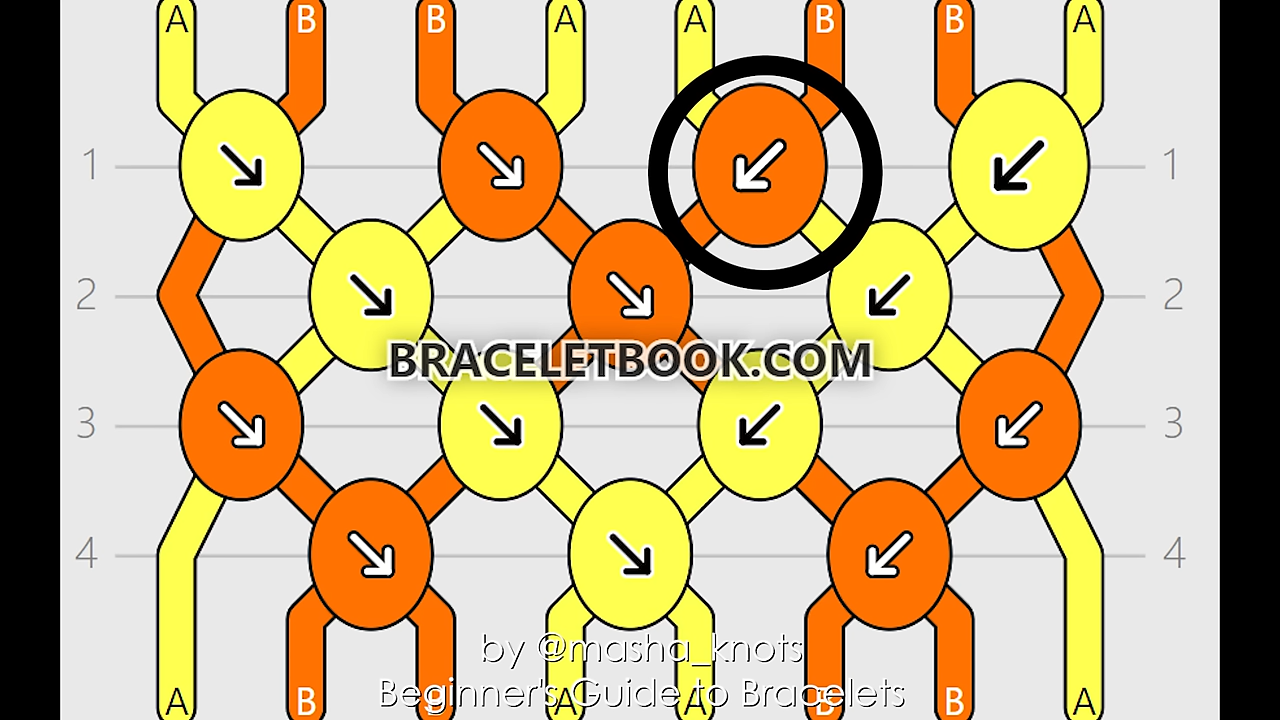 A B B A A B B A
1 1
2 2
BRACELETBOOK.COM
3 3
4 4
by @masha_knots
Beginner's Guide to Bracelets
A B B A A B B A